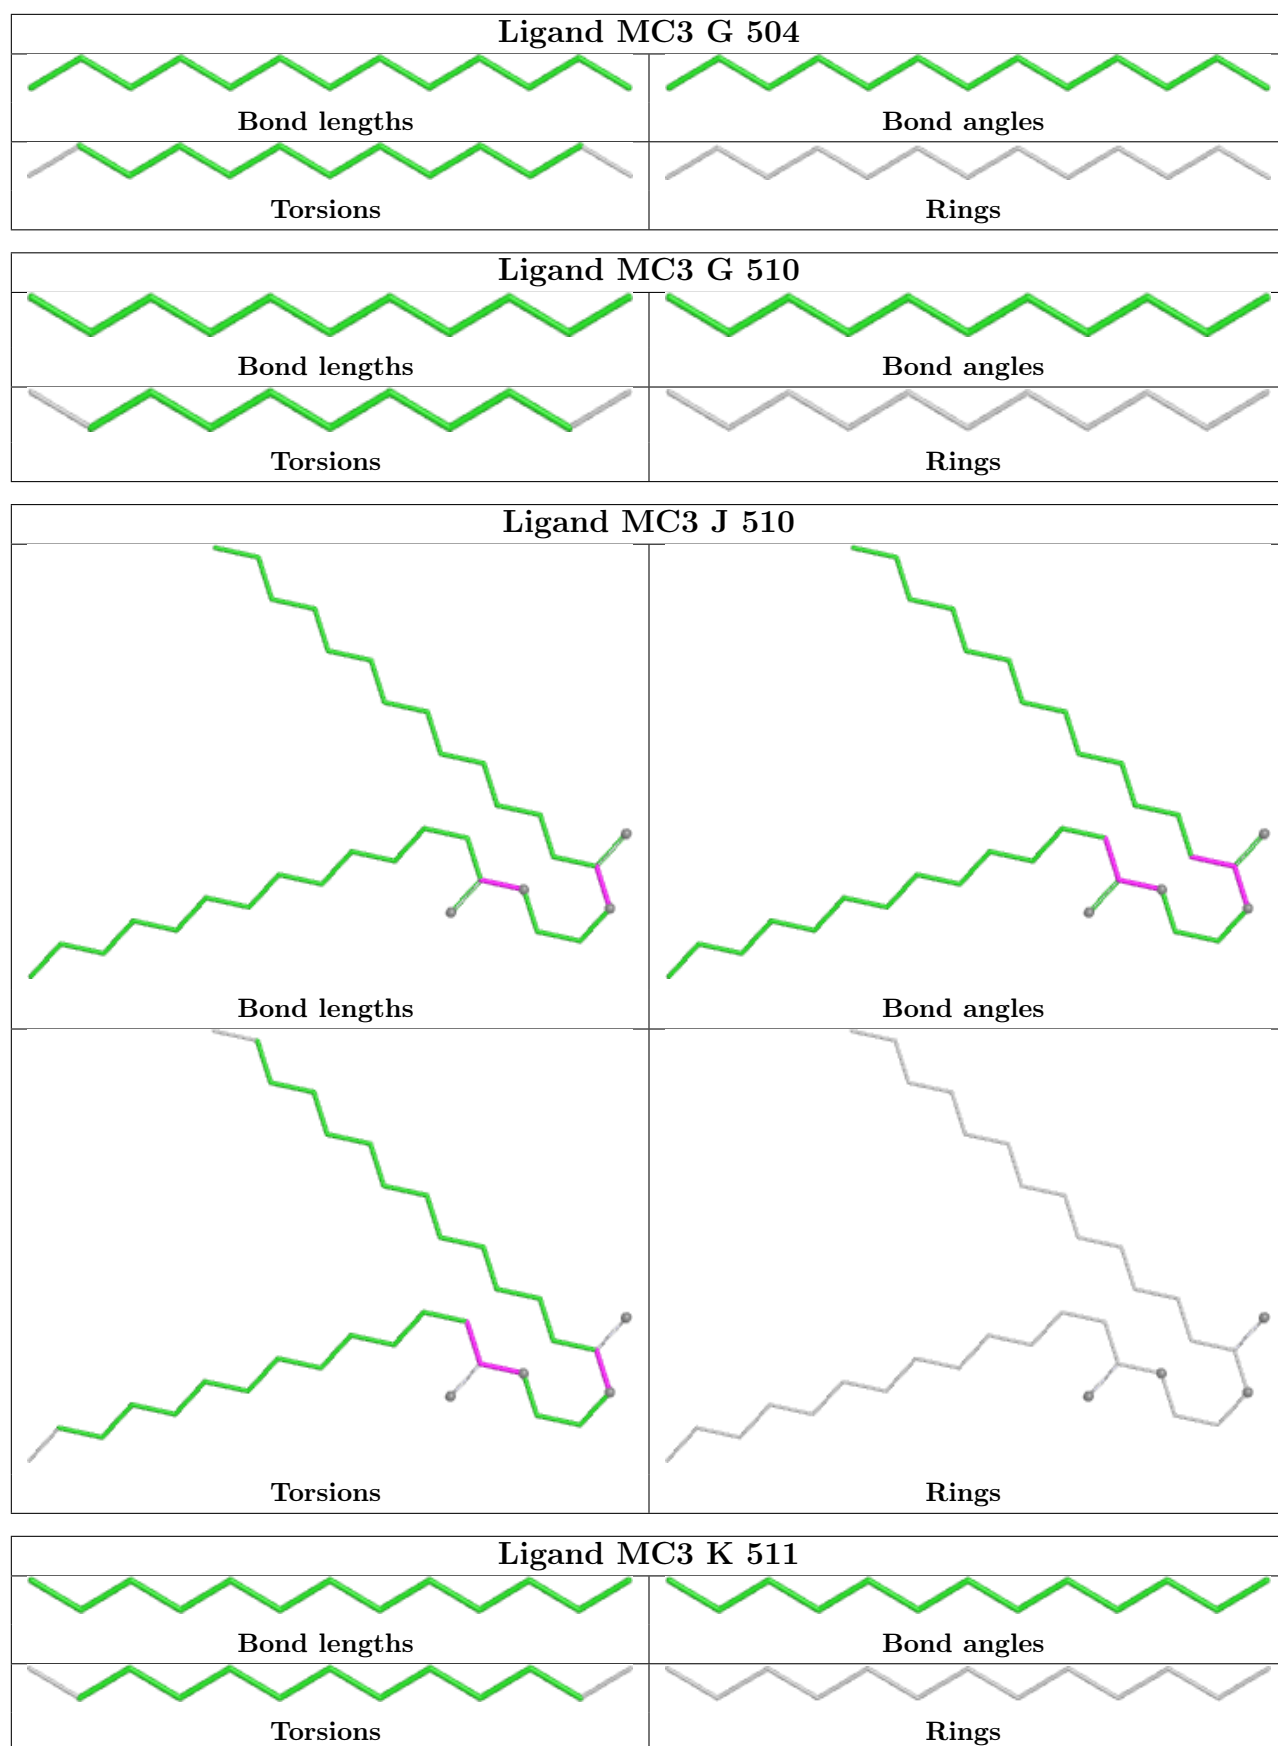 Ligand MC3 G 504
Bond lengths
Bond angles
Torsions
Rings
Ligand MC3 G 510
Bond lengths
Bond angles
Torsions
Rings
Ligand MC3 J 510
Bond lengths
Bond angles
Torsions
Rings
Ligand MC3 K 511
Bond lengths
Bond angles
Torsions
Rings